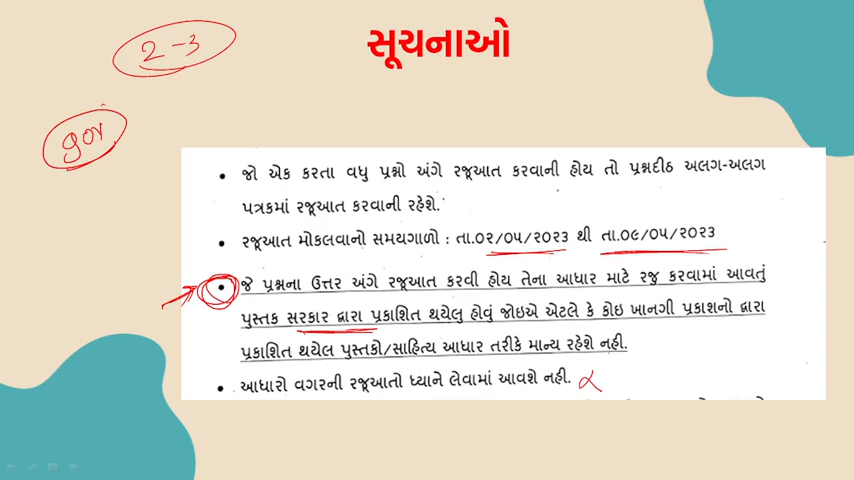 સૂચનાઓ
2-3
gov
• જો એક કરતા વધુ પ્રશ્નો અંગે રજૂઆત કરવાની હોય તો પ્રશ્નદીઠ અલગ-અલગ
પત્રકમાં રજૂઆત કરવાની રહેશે.
• રજૂઆત મોકલવાનો સમયગાળો : તા.૦૨/૦૫/૨૦૨૩ થી તા.૦૯/૦૫/૨૦૨૩
• જે પ્રશ્નના ઉત્તર અંગે રજૂઆત કરવી હોય તેના આધાર માટે રજુ કરવામાં આવતું
પુસ્તક સરકાર દ્વારા પ્રકાશિત થયેલુ હોવું જોઇએ એટલે કે કોઇ ખાનગી પ્રકાશનો દ્વારા
પ્રકાશિત થયેલ પુસ્તકો/સાહિત્ય આધાર તરીકે માન્ય રહેશે નહી.
• આધારો વગરની રજૂઆતો ધ્યાને લેવામાં આવશે નહી.